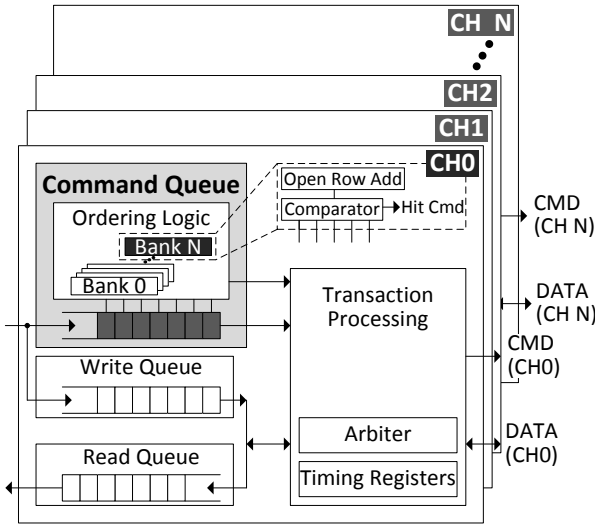 CH N
CH2
CH1
CH0
Command Queue
Open Row Add
Ordering Logic
Comparator
Hit Cmd
Bank N
Bank 0
CMD
(CH N)
Transaction
Processing
DATA
(CH N)
CMD
(CH0)
Write Queue
Arbiter
DATA
(CH0)
Read Queue
Timing Registers